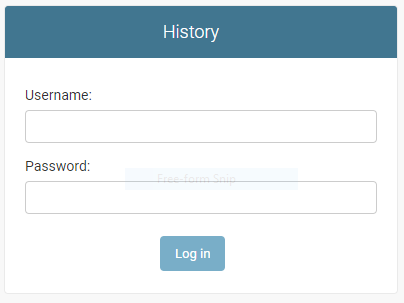 History
Username:
Password:
Free-form Snip
Log in